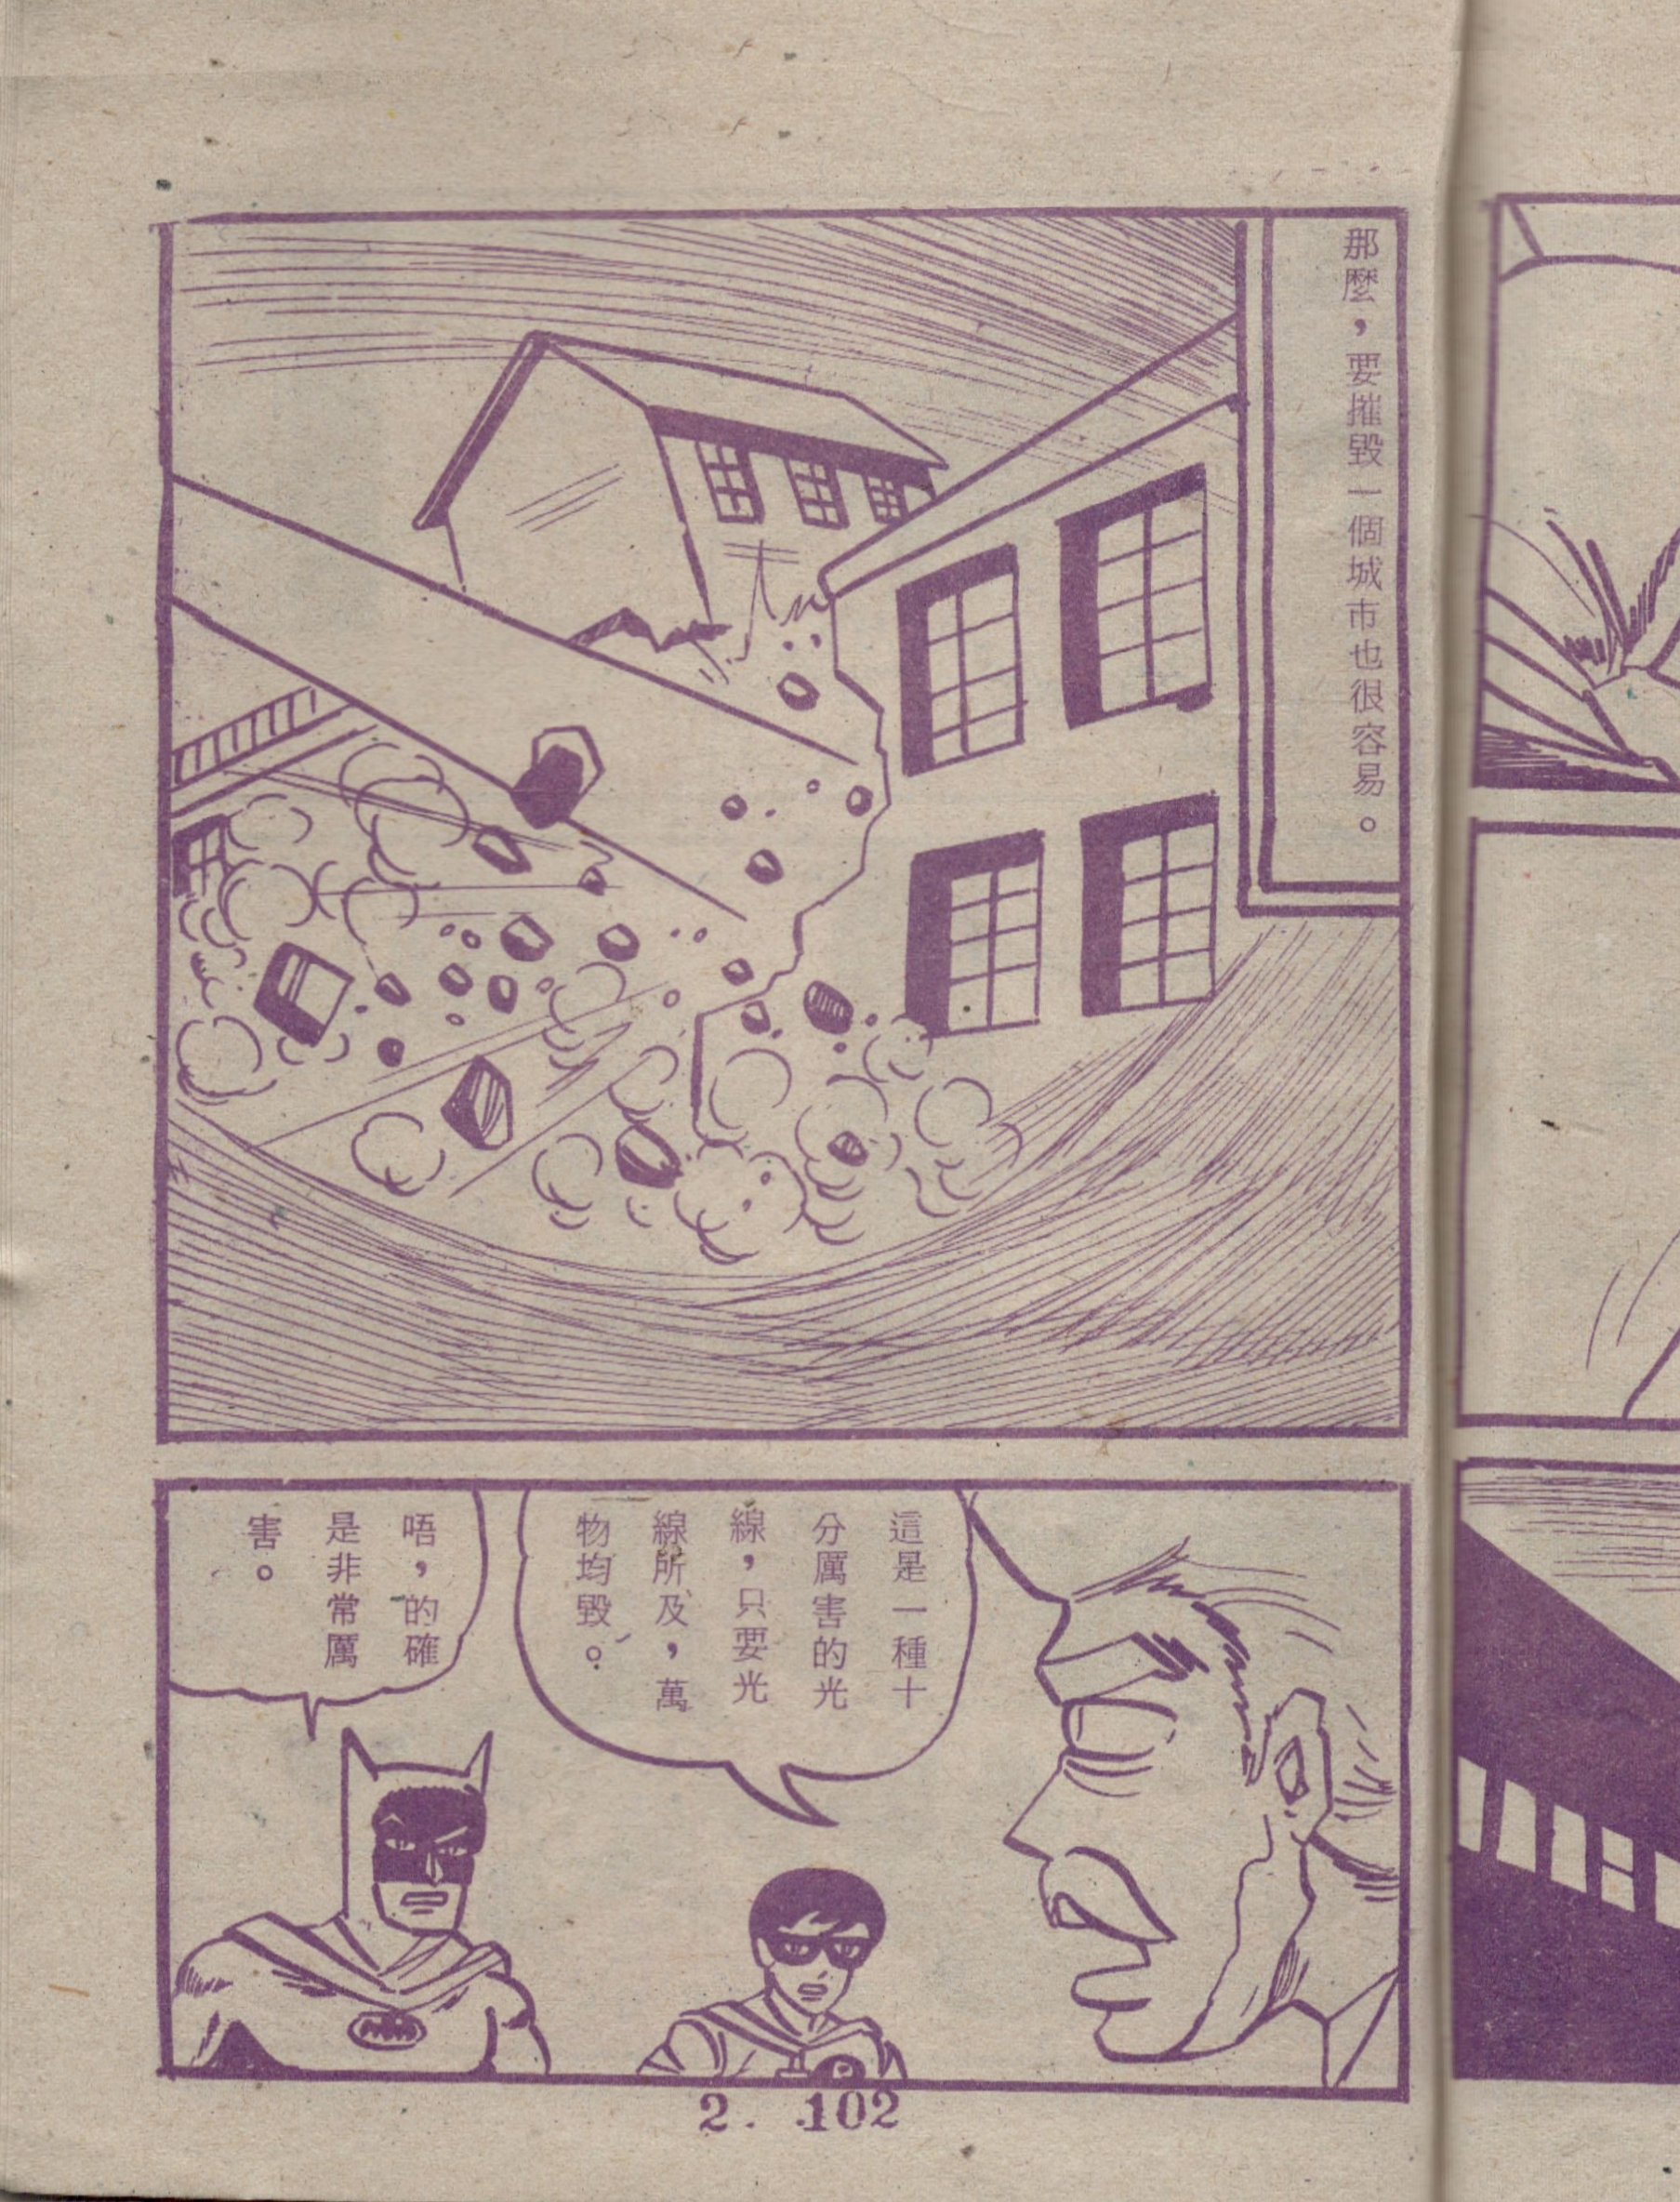 那麼，要摧毀一個城市也很容易。
這是一種十
分厲害的光
線，只要光
線所及，萬
物均毀。
唔，的確
是非常厲
害。
2. 102